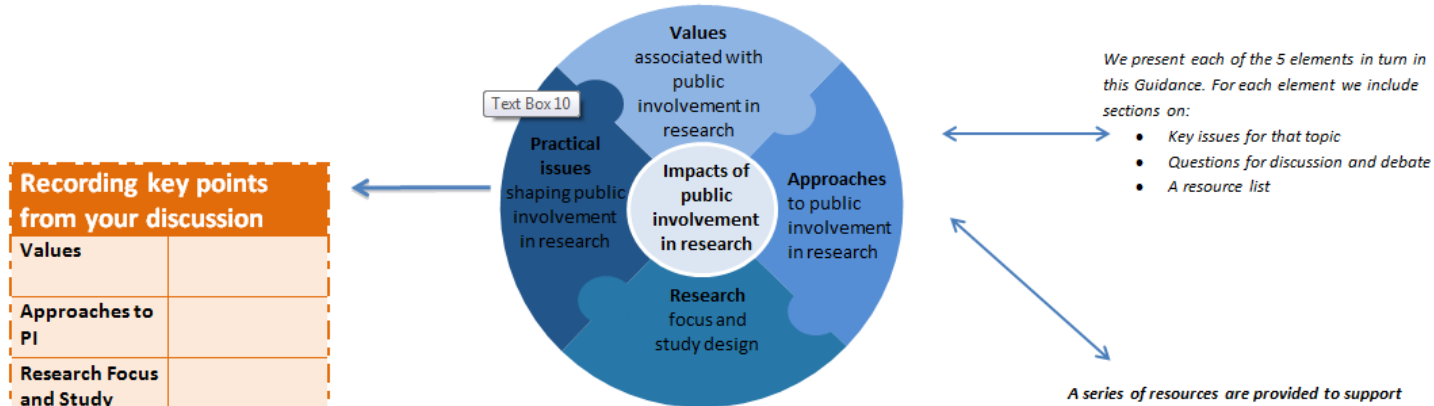 Recording key points
from your discussion
Values
Approaches to
PI
Research Focus
and Study
Text Box 10
Values
associated with
public
involvement in
research
Practical
issues
shaping public
involvement
in research
Impacts of
public
involvement
in research
Approaches
to public
involvement
in research
Research
focus and
study design
We present each of the 5 elements in turn in
this Guidance. For each element we include
sections on:
• Key issues for that topic
• Questions for discussion and debate
• A resource list
A series of resources are provided to support